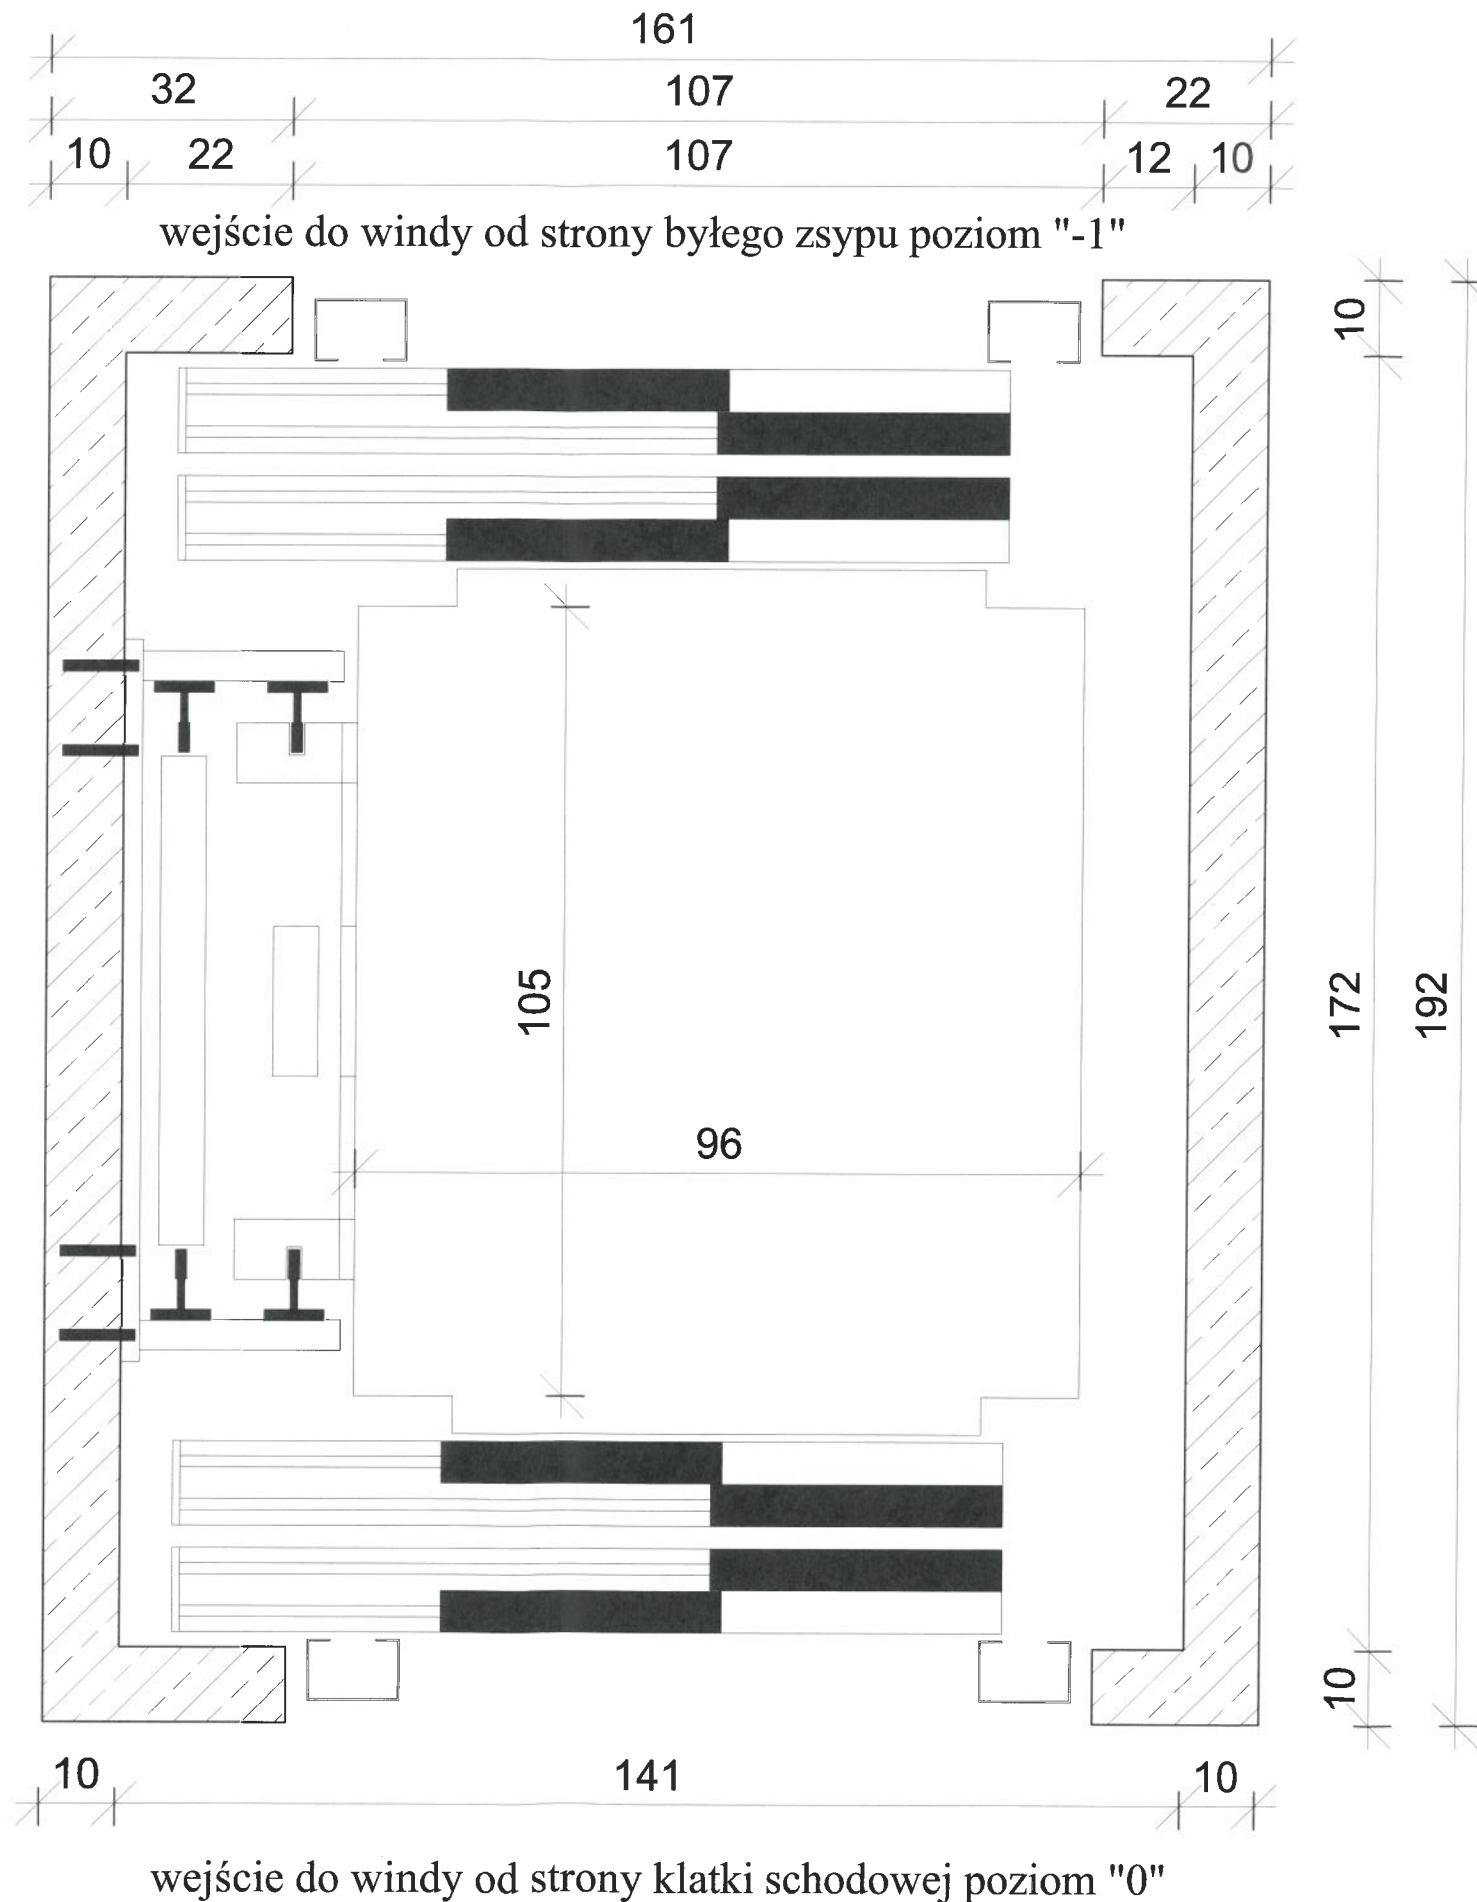 161
32 107 22
10 22 107 12 10
wejście do windy od strony byłego zsypu poziom "-1"
10
105
172
192
96
10
10 141 10
wejście do windy od strony klatki schodowej poziom "0"